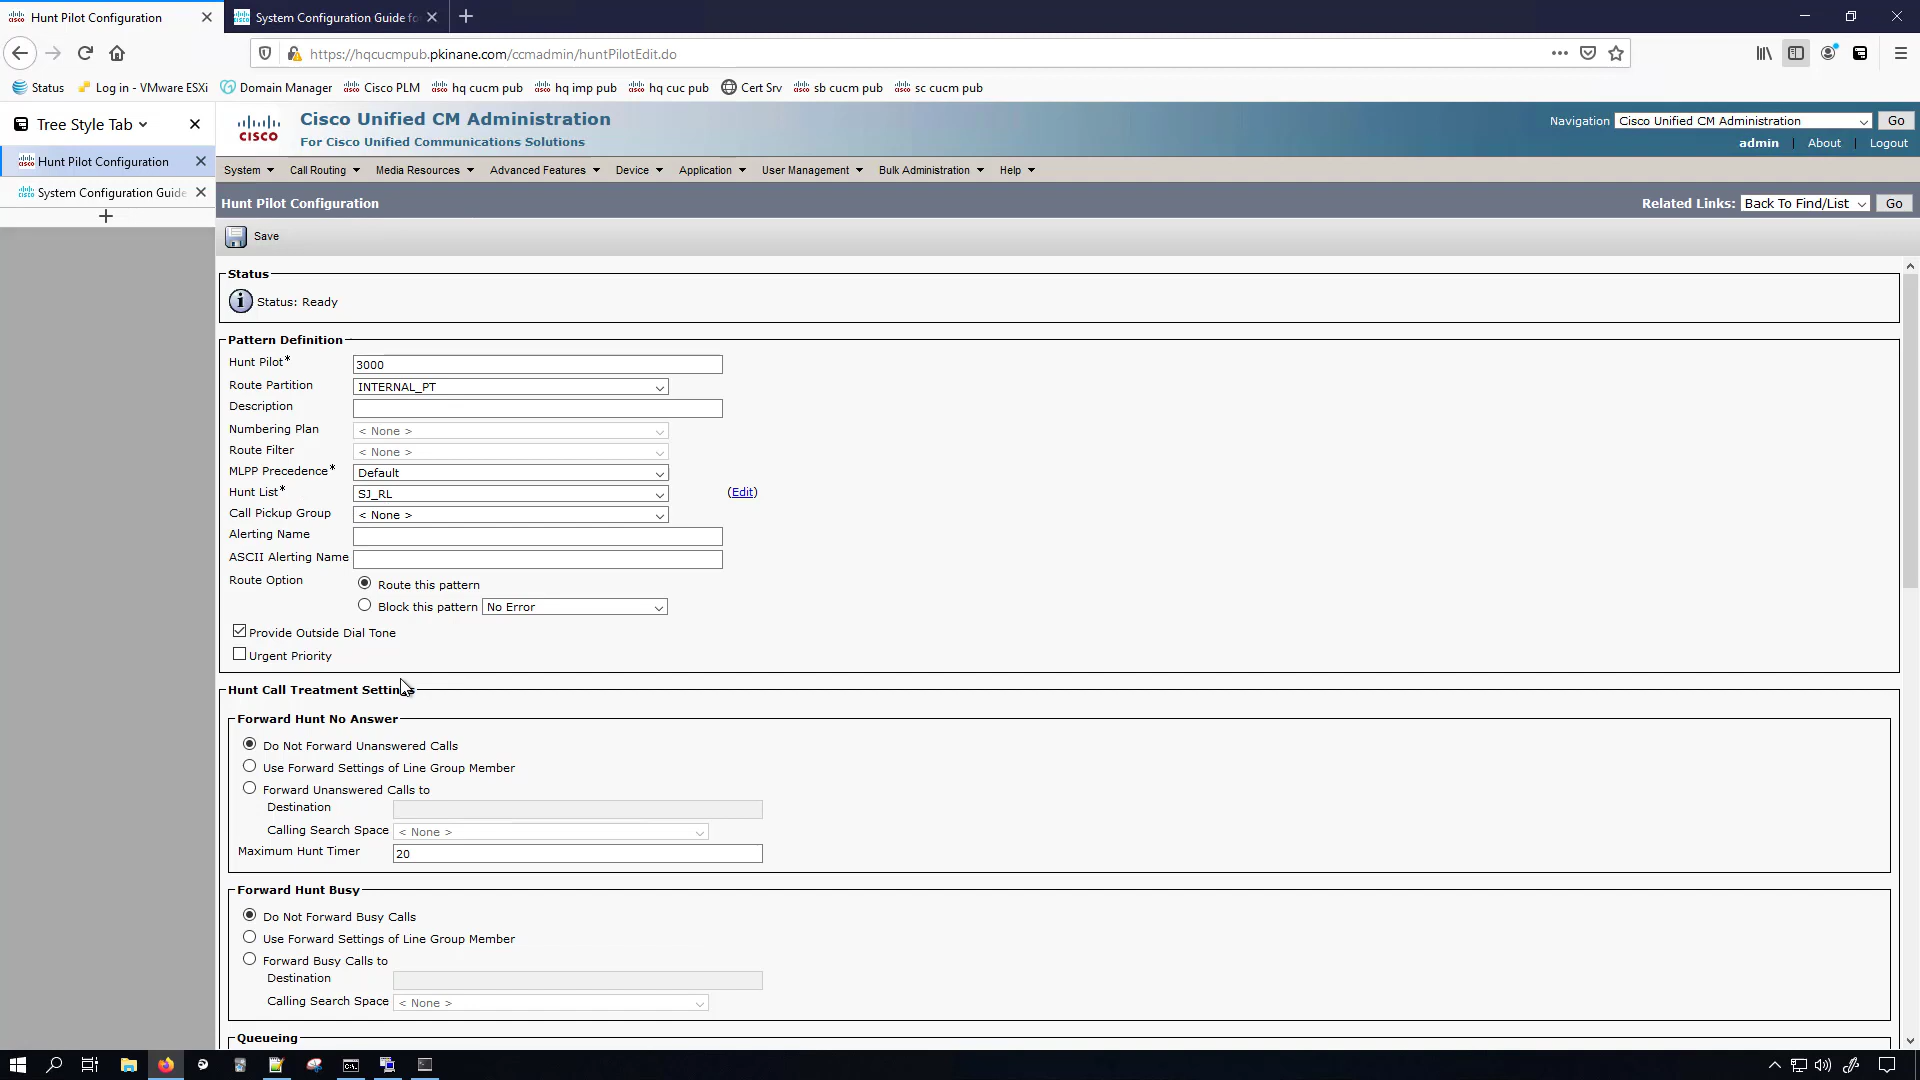 Hunt Pilot Configuration
System Configuration Guide fo
https://hqcucmpub.pkinane.com/ccmadmin/huntPilotEdit.do
Status
Log in - VMware ESXi
Domain Manager
Cisco PLM
hq cucm pub
hq imp pub
hq cuc pub
Cert Srv
sb cucm pub
sc cucm pub
Tree Style Tab
Hunt Pilot Configuration
System Configuration Guide
CISCO
Cisco Unified CM Administration
For Cisco Unified Communications Solutions
Navigation Cisco Unified CM Administration Go
admin | About | Logout
System Call Routing Media Resources Advanced Features Device Application User Management Bulk Administration Help
Hunt Pilot Configuration
Related Links: Back To Find/List Go
Save
Status
Status: Ready
Pattern Definition
Hunt Pilot* 3000
Route Partition INTERNAL_PT
Description
Numbering Plan < None >
Route Filter < None >
MLPP Precedence* Default
Hunt List* SJ_RL (Edit)
Call Pickup Group < None >
Alerting Name
ASCII Alerting Name
Route Option Route this pattern
Block this pattern No Error
Provide Outside Dial Tone
Urgent Priority
Hunt Call Treatment Settings
Forward Hunt No Answer
Do Not Forward Unanswered Calls
Use Forward Settings of Line Group Member
Forward Unanswered Calls to
Destination
Calling Search Space < None >
Maximum Hunt Timer 20
Forward Hunt Busy
Do Not Forward Busy Calls
Use Forward Settings of Line Group Member
Forward Busy Calls to
Destination
Calling Search Space < None >
Queueing